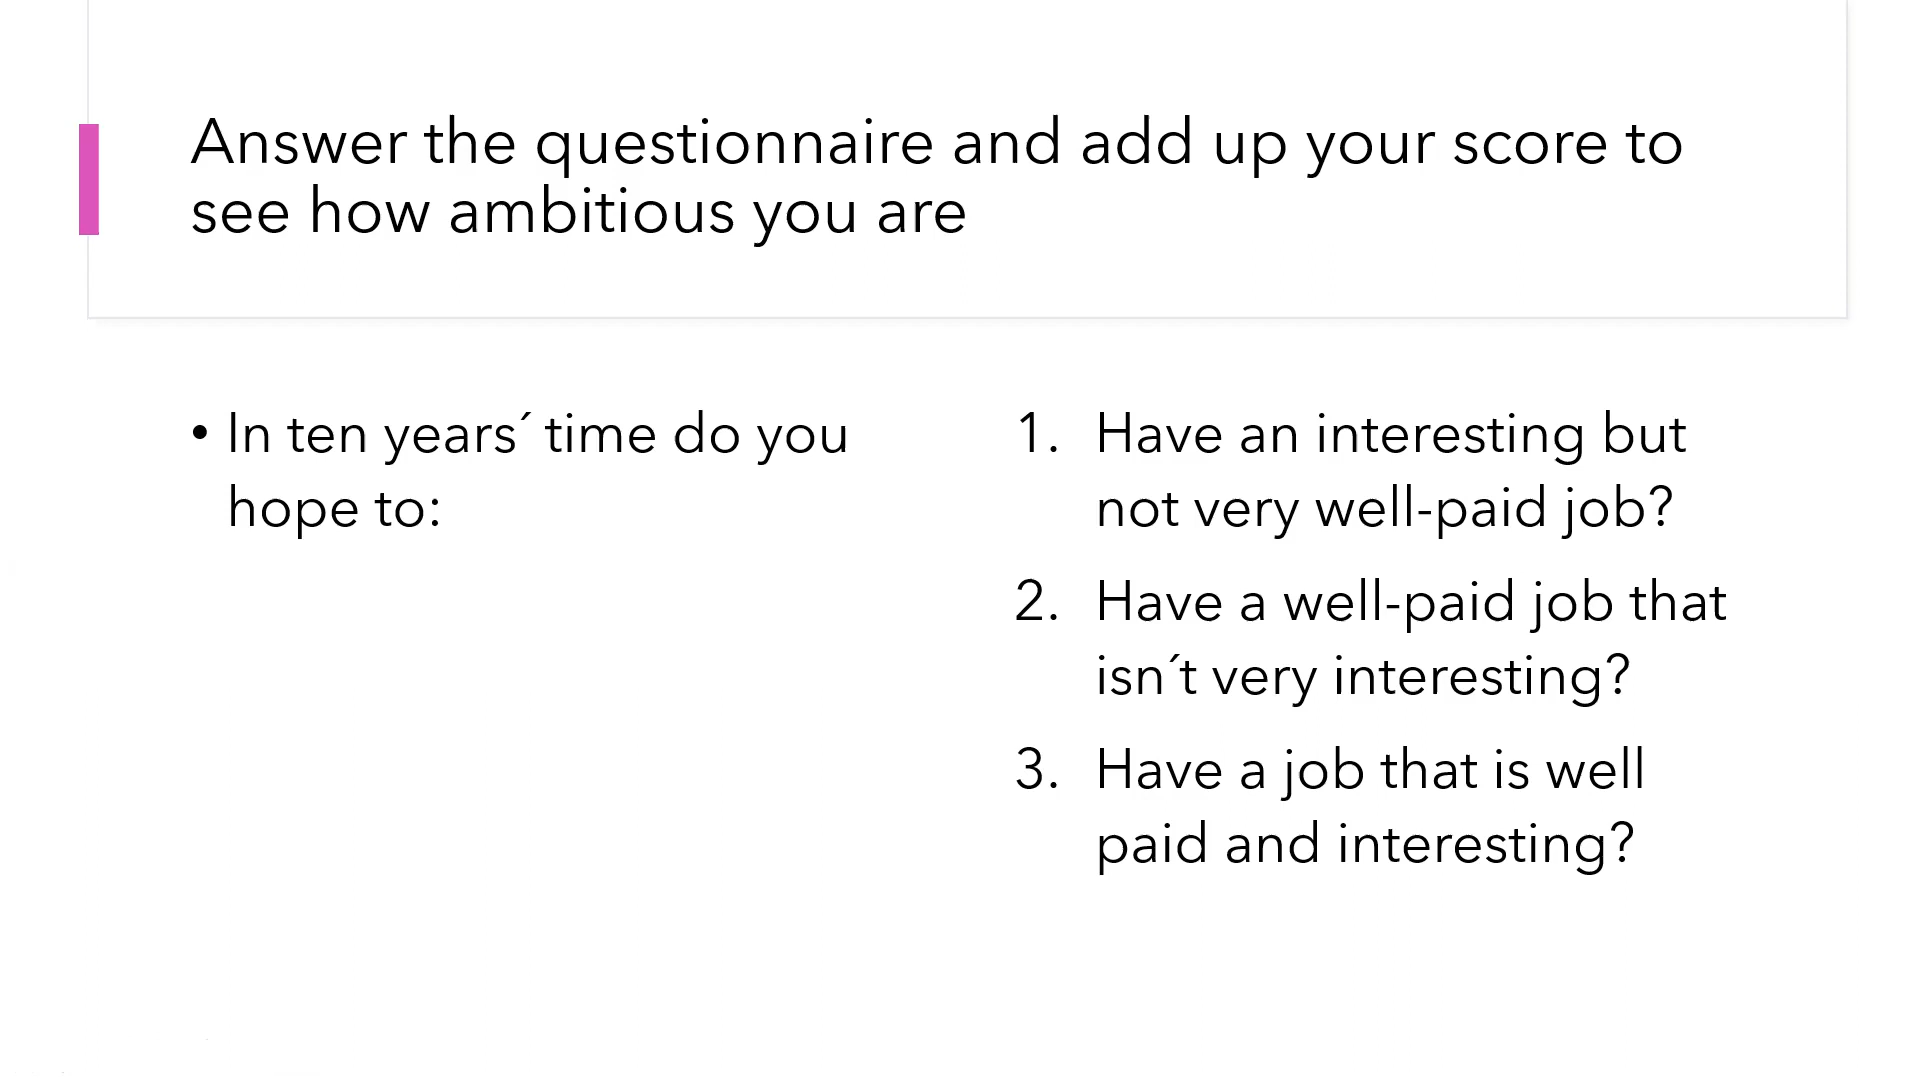 Answer the questionnaire and add up your score to
see how ambitious you are
• In ten years´ time do you
hope to:
1. Have an interesting but
not very well-paid job?
2. Have a well-paid job that
isn´t very interesting?
3. Have a job that is well
paid and interesting?